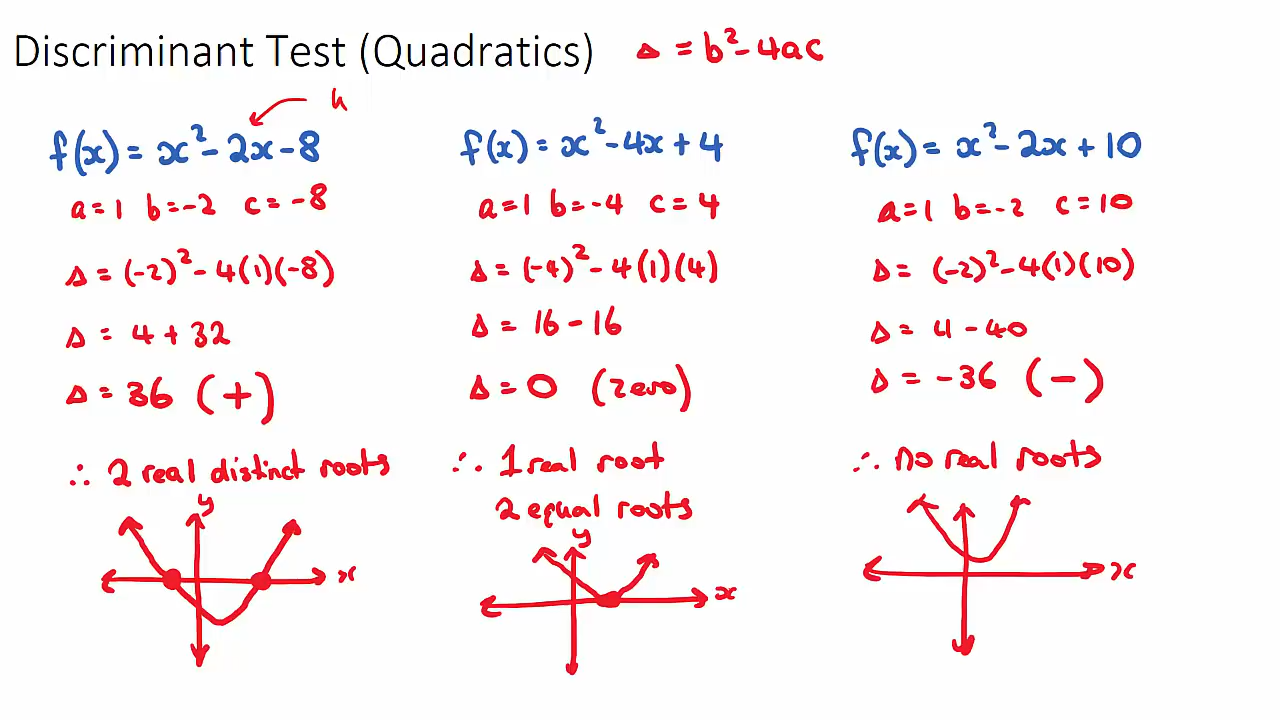 Discriminant Test (Quadratics) Δ = b² - 4ac
f(x) = x² - 2x - 8
a = 1 b = -2 c = -8
Δ = (-2)² - 4(1)(-8)
Δ = 4 + 32
Δ = 36 (+)
∴ 2 real distinct roots
y
x
f(x) = x² - 4x + 4
a = 1 b = -4 c = 4
Δ = (-4)² - 4(1)(4)
Δ = 16 - 16
Δ = 0 (zero)
∴ 1 real root
2 equal roots
y
x
f(x) = x² - 2x + 10
a = 1 b = -2 c = 10
Δ = (-2)² - 4(1)(10)
Δ = 4 - 40
Δ = -36 (-)
∴ no real roots
x